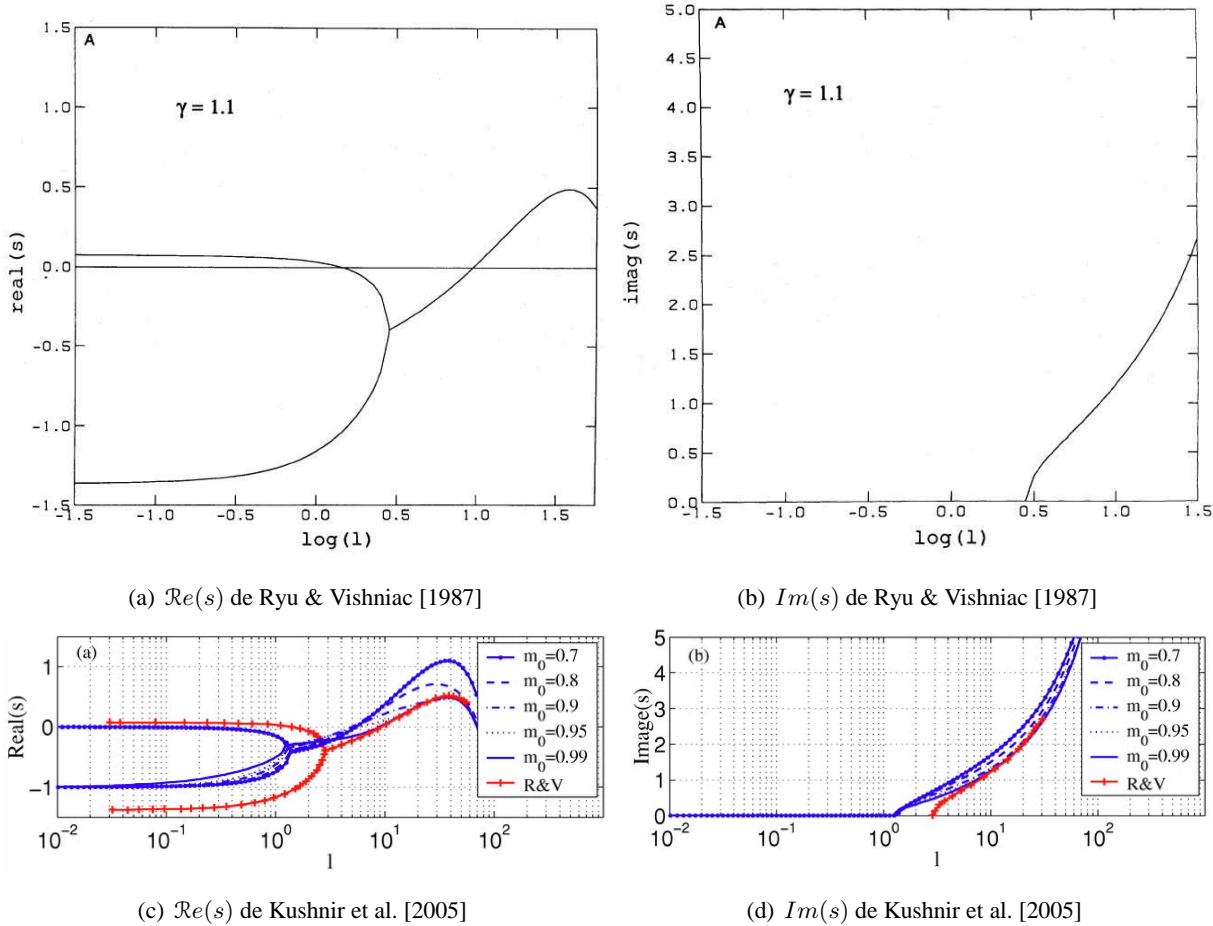 A
γ = 1.1
real(s)
1.5
1.0
0.5
0.0
-0.5
-1.0
-1.5
-1.5 -1.0 -0.5 0.0 0.5 1.0 1.5
log(l)
A
γ = 1.1
imag(s)
5.0
4.5
4.0
3.5
3.0
2.5
2.0
1.5
1.0
0.5
0.0
-1.5 -1.0 -0.5 0.0 0.5 1.0 1.5
log(l)
(a) ℜe(s) de Ryu & Vishniac [1987]
(b) Im(s) de Ryu & Vishniac [1987]
(a)
Real(s)
1
0
−1
10⁻² 10⁻¹ 10⁰ 10¹ 10²
l
m₀=0.7
m₀=0.8
m₀=0.9
m₀=0.95
m₀=0.99
R&V
(b)
Image(s)
5
4
3
2
1
0
10⁻² 10⁻¹ 10⁰ 10¹ 10²
l
m₀=0.7
m₀=0.8
m₀=0.9
m₀=0.95
m₀=0.99
R&V
(c) ℜe(s) de Kushnir et al. [2005]
(d) Im(s) de Kushnir et al. [2005]